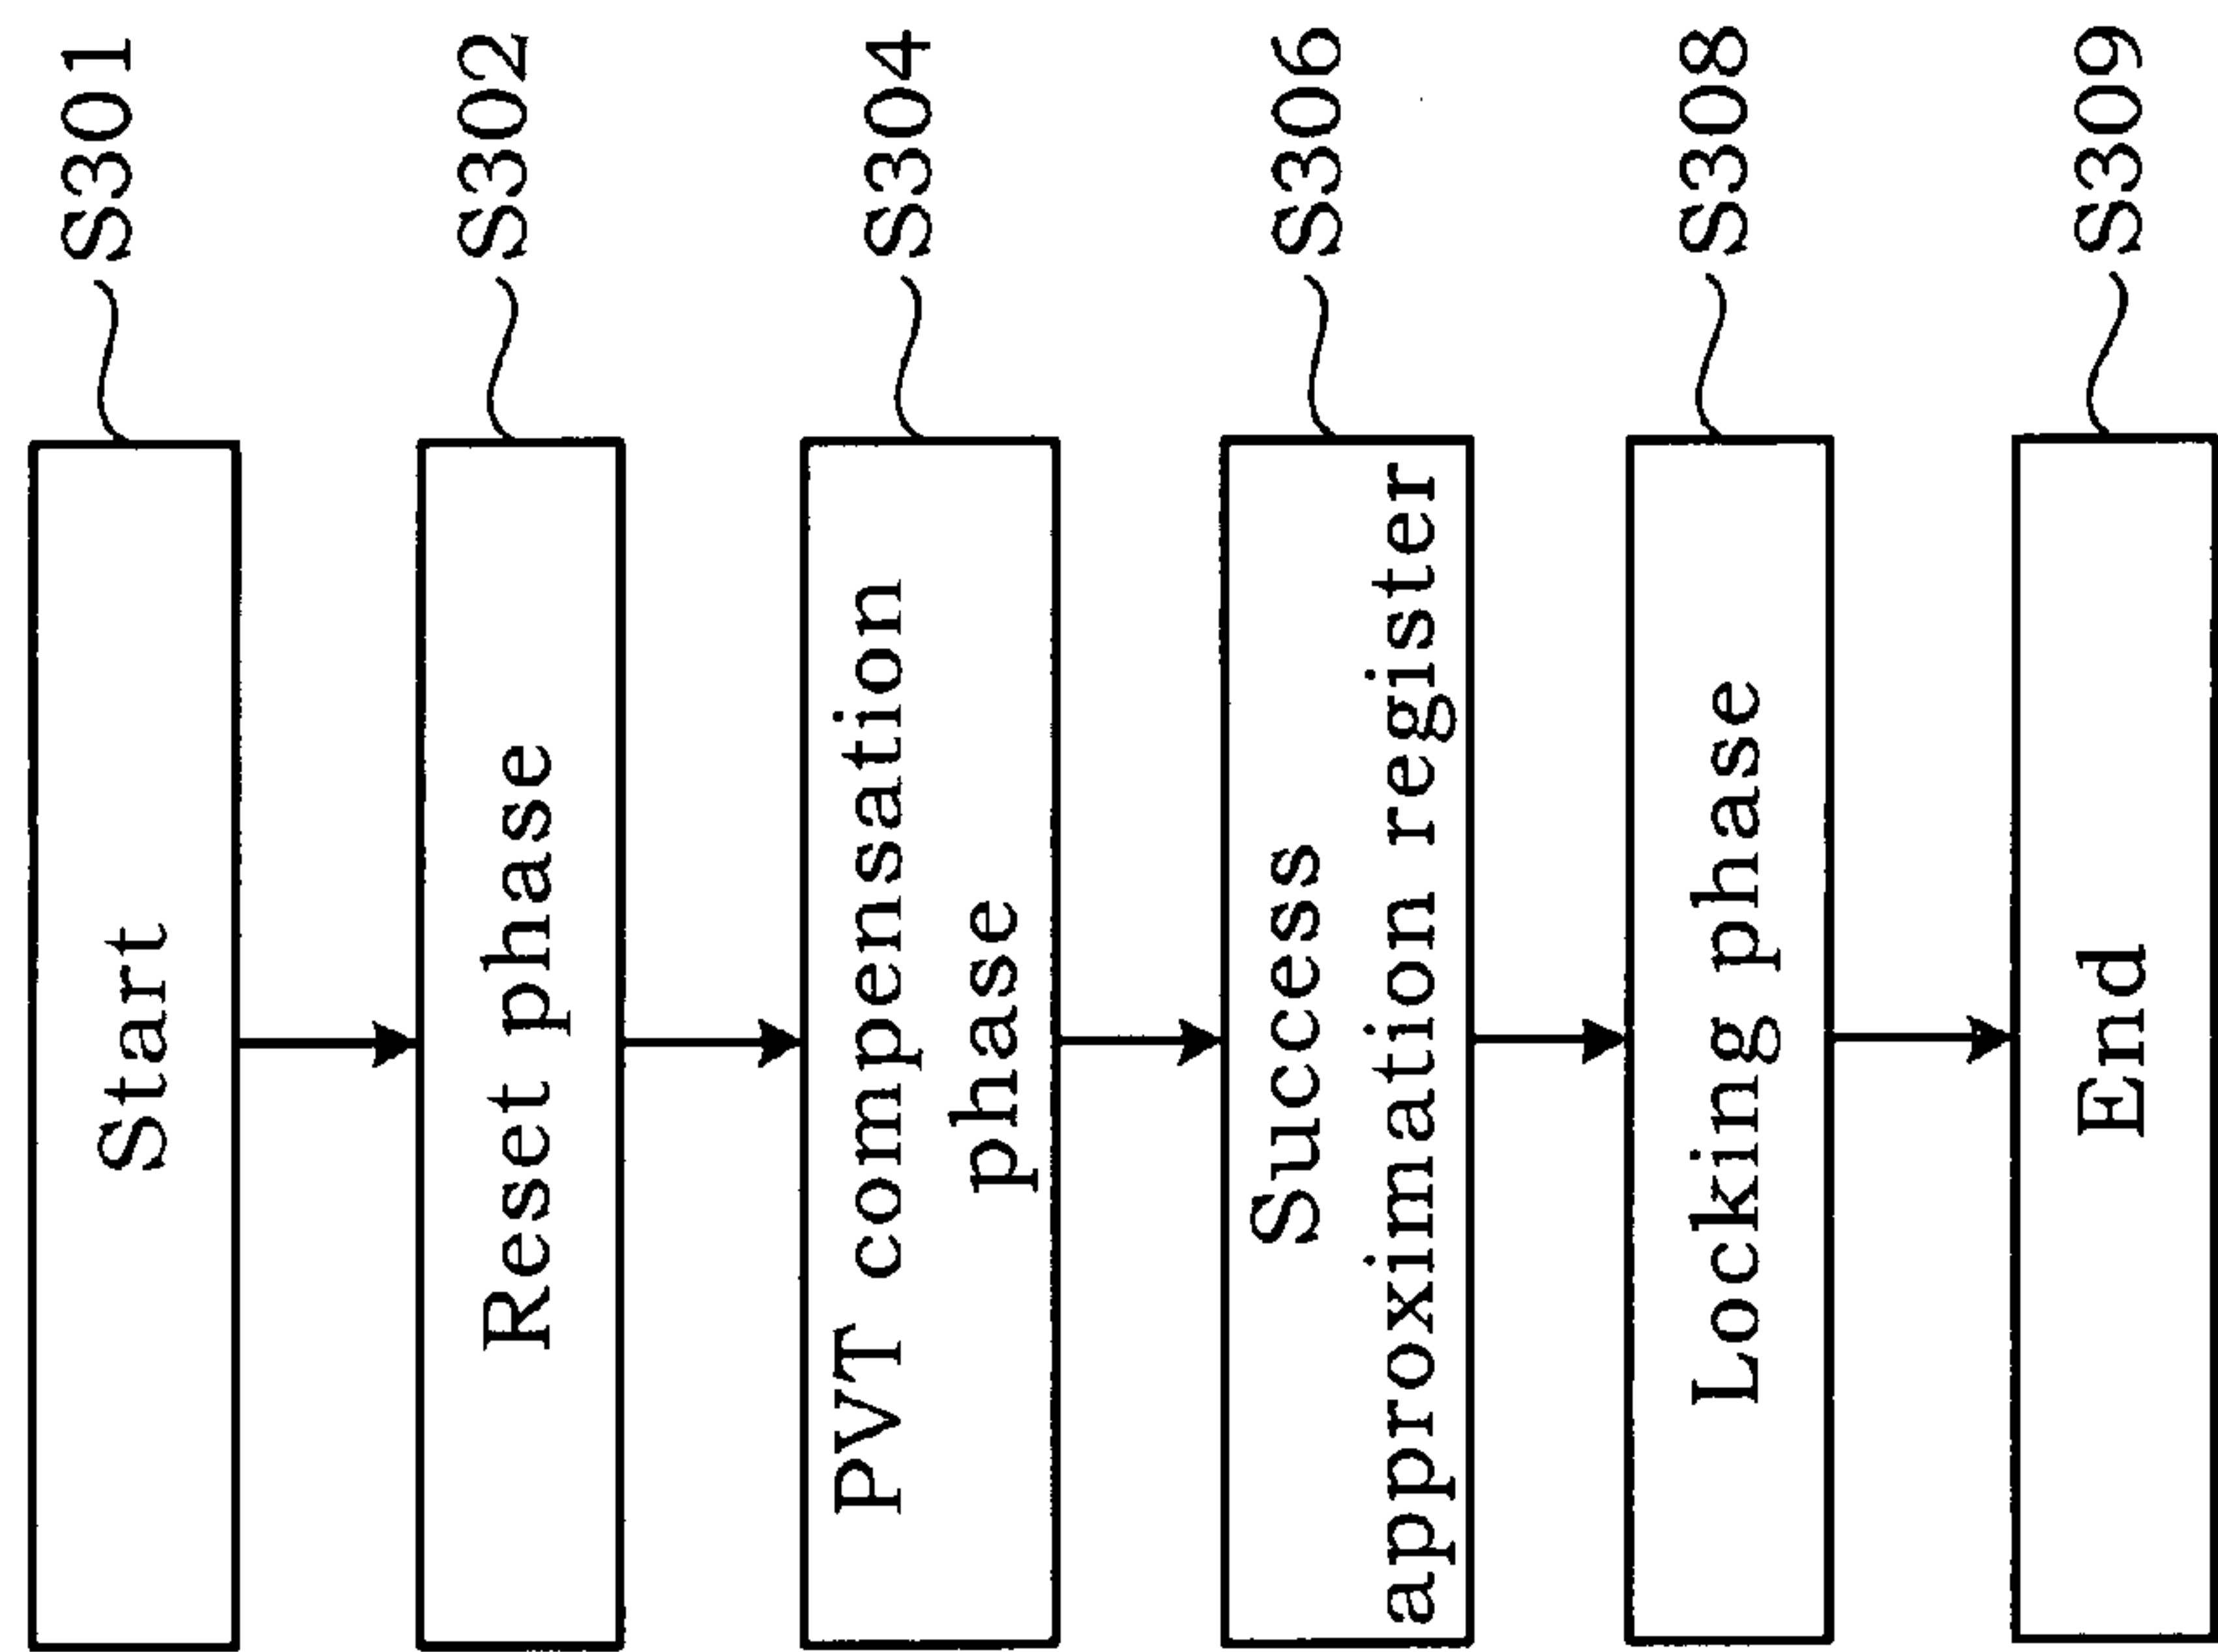 Start
S301
Reset phase
S302
PVT compensation
phase
S304
Success
approximation register
S306
Locking phase
S308
End
S309